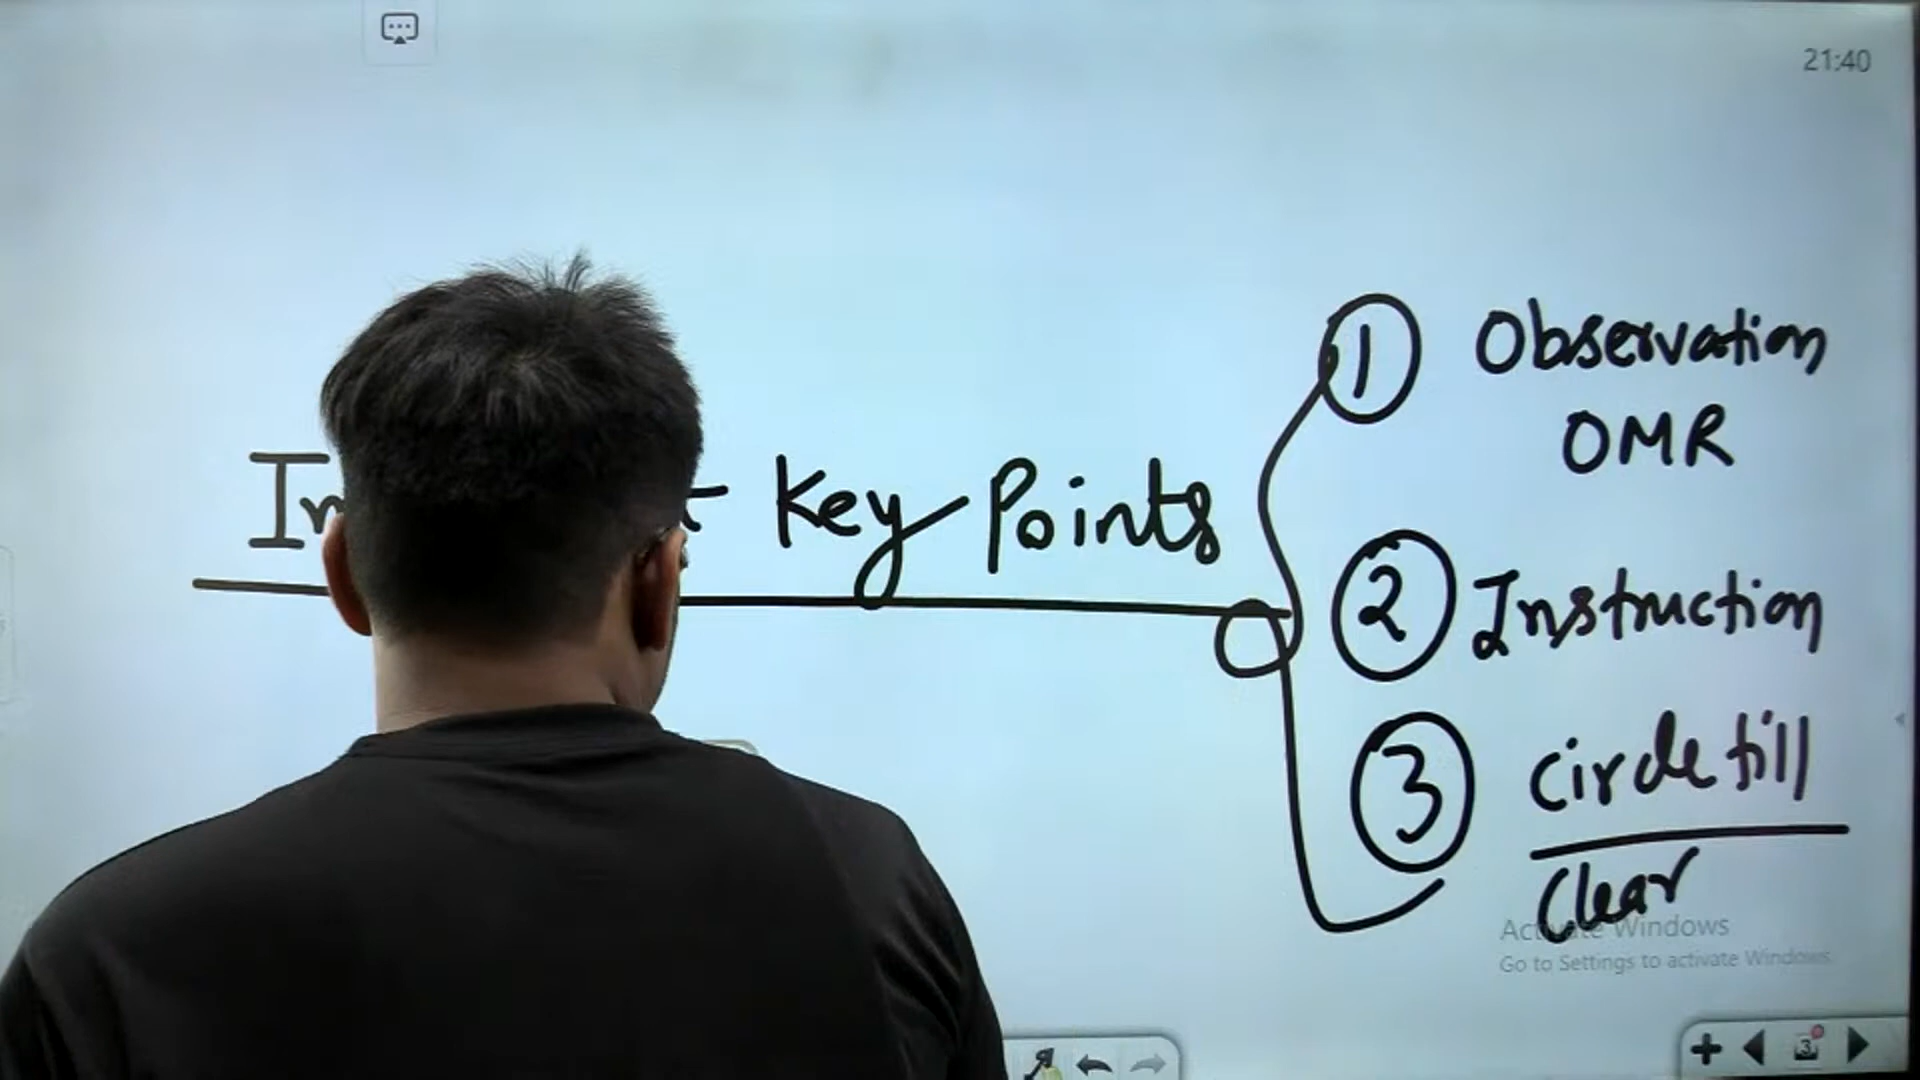 21:40
Key Points
1 Observation
OMR
2 Instruction
3 Circle fill
Clear
Activate Windows
Go to Settings to activate Windows.
3